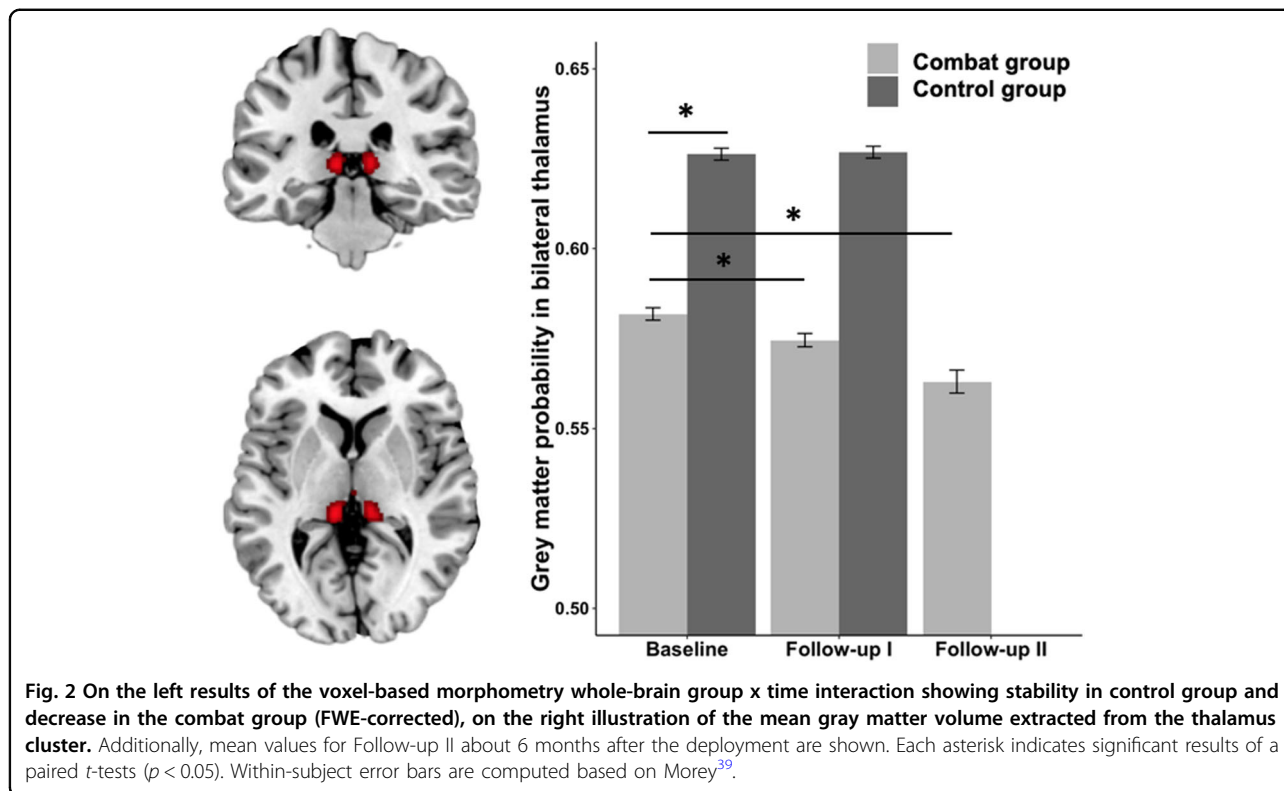 Combat group
Control group
Grey matter probability in bilateral thalamus
0.65
0.60
0.55
0.50
*
*
*
Baseline Follow-up I Follow-up II
Fig. 2 On the left results of the voxel-based morphometry whole-brain group x time interaction showing stability in control group and
decrease in the combat group (FWE-corrected), on the right illustration of the mean gray matter volume extracted from the thalamus
cluster. Additionally, mean values for Follow-up II about 6 months after the deployment are shown. Each asterisk indicates significant results of a
paired t-tests (p < 0.05). Within-subject error bars are computed based on Morey39.